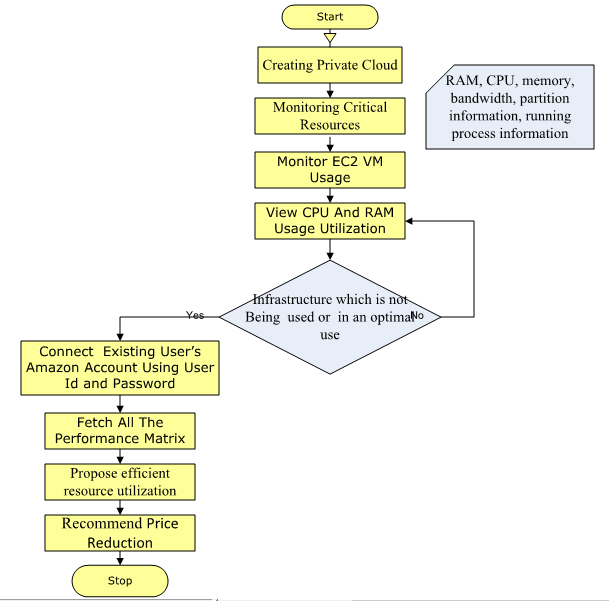 Start
Creating Private Cloud
Monitoring Critical
Resources
RAM, CPU, memory,
bandwidth, partition
information, running
process information
Monitor EC2 VM
Usage
View CPU And RAM
Usage Utilization
Infrastructure which is not
Being  used or  in an optimal
use
Yes
No
Connect  Existing User’s
Amazon Account Using User
Id and Password
Fetch All The
Performance Matrix
Propose efficient
resource utilization
Recommend Price
Reduction
Stop